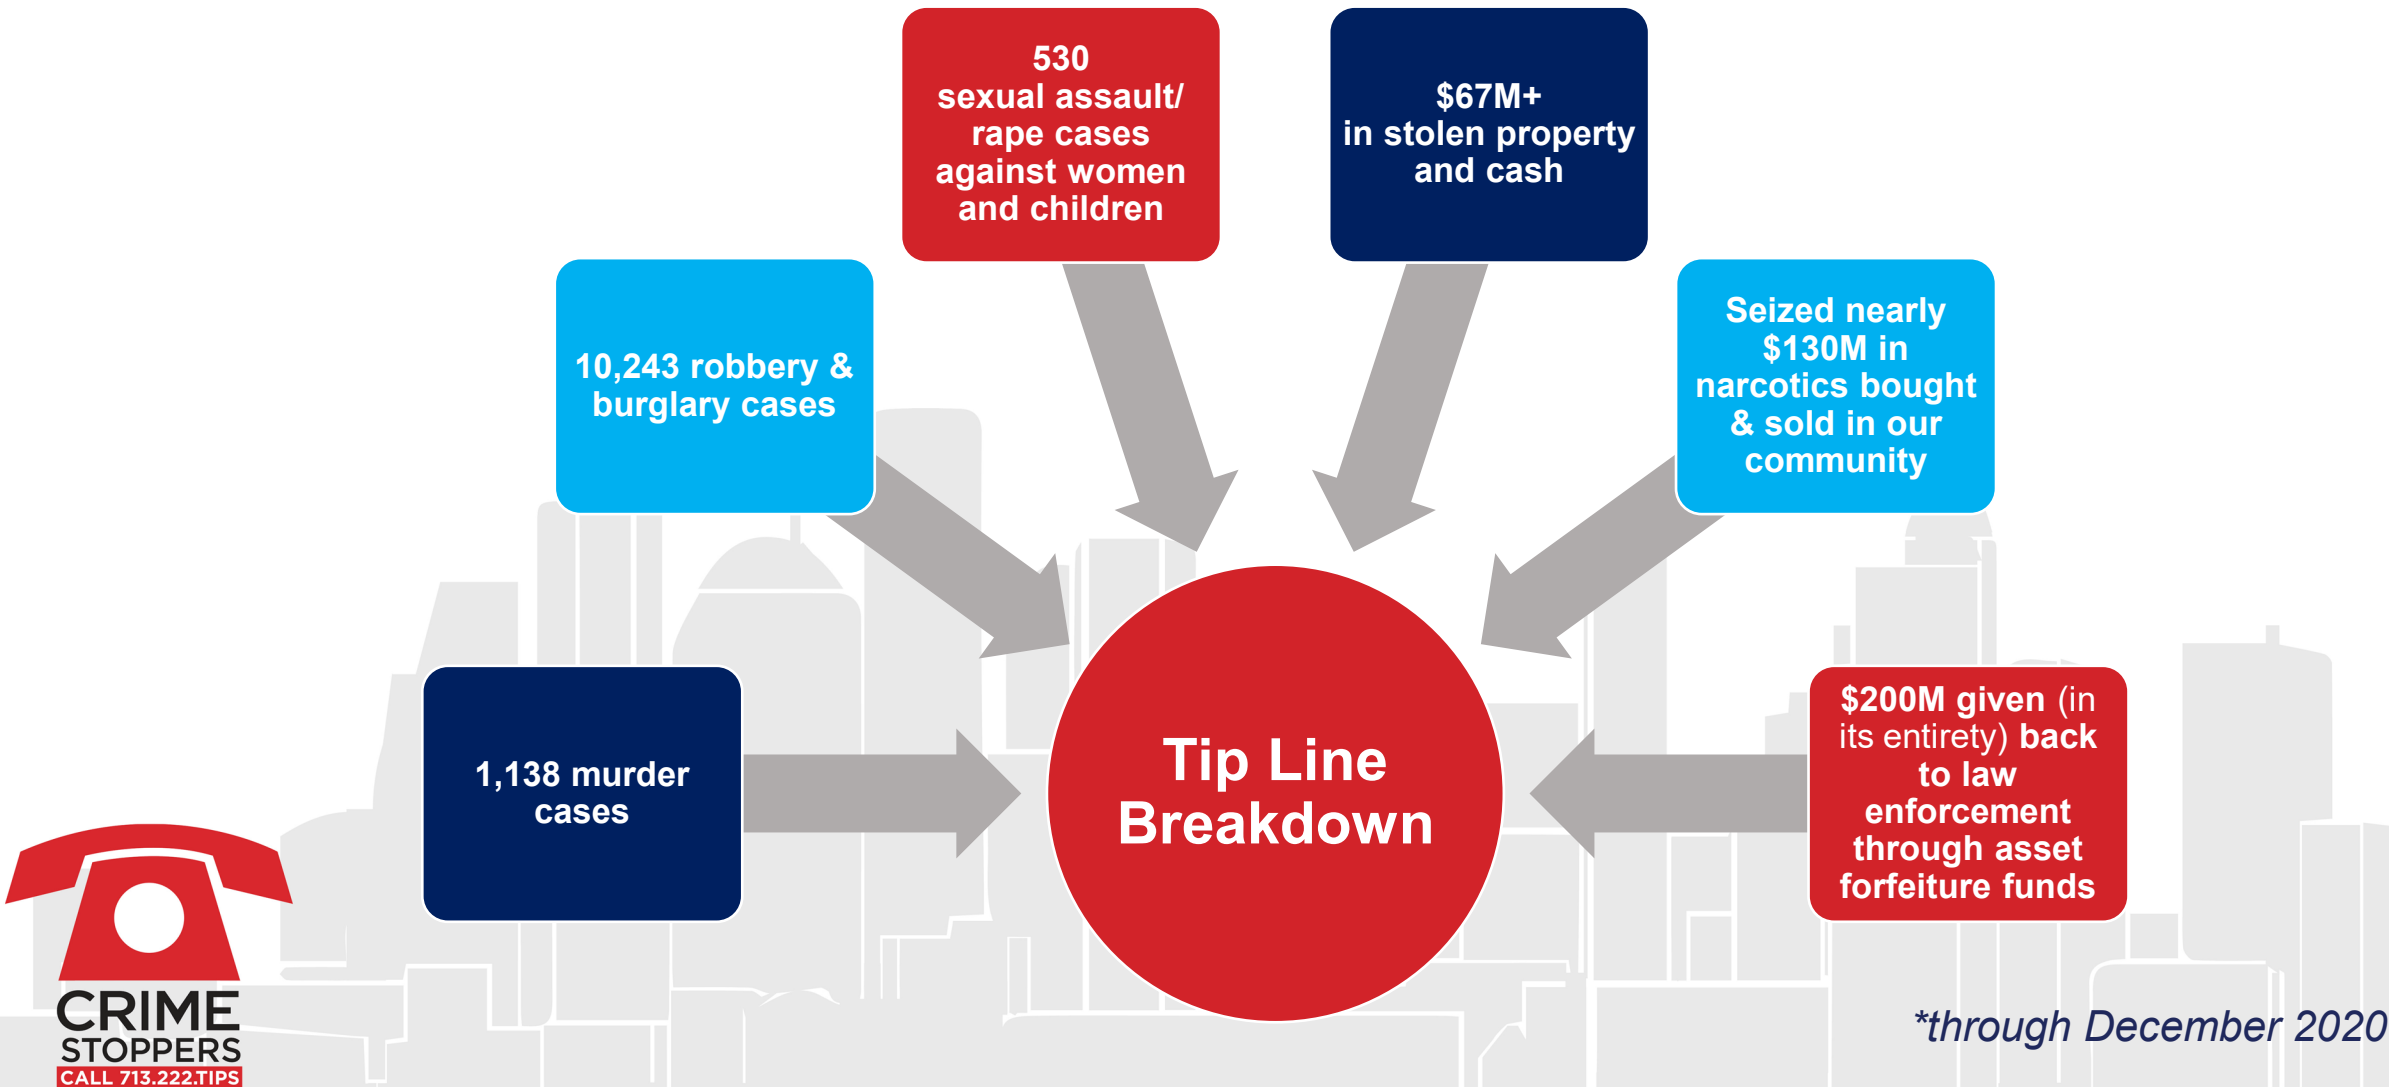 530
sexual assault/
rape cases
against women
and children
$67M+
in stolen property
and cash
10,243 robbery &
burglary cases
Seized nearly
$130M in
narcotics bought
& sold in our
community
1,138 murder
cases
Tip Line
Breakdown
$200M given (in
its entirety) back
to law
enforcement
through asset
forfeiture funds
CRIME
STOPPERS
CALL 713.222.TIPS
*through December 2020